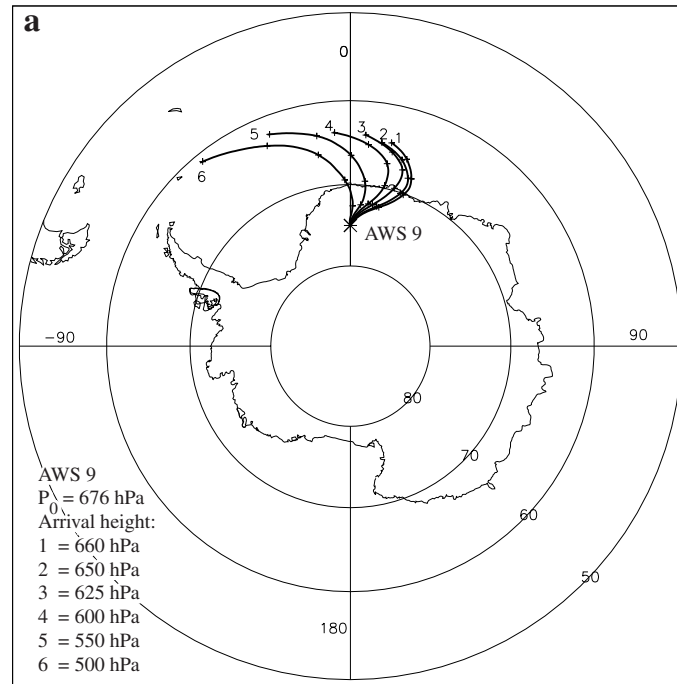 a
0
5 4 3 2 1
6
AWS 9
−90
90
80
70
60
50
180
AWS 9
P0 = 676 hPa
Arrival height:
1 = 660 hPa
2 = 650 hPa
3 = 625 hPa
4 = 600 hPa
5 = 550 hPa
6 = 500 hPa